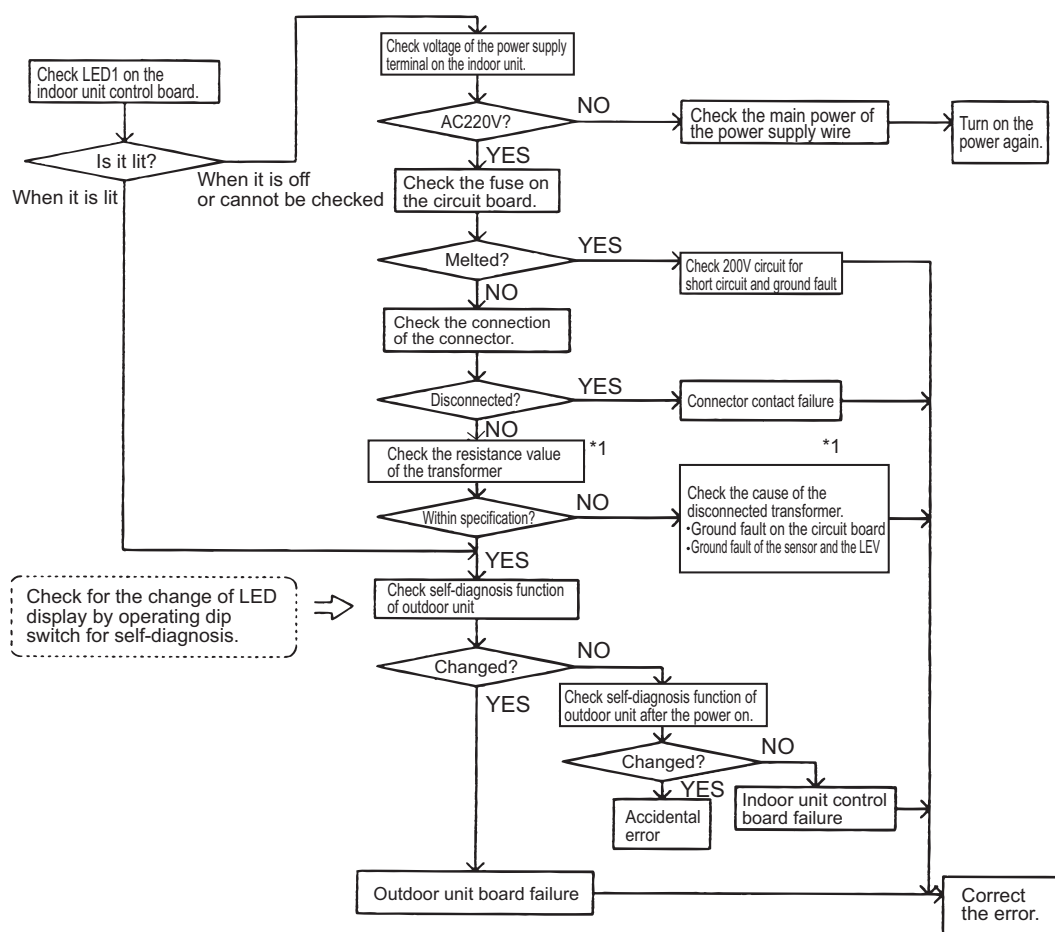 Check LED1 on the
indoor unit control board.
Is it lit?
When it is lit
When it is off
or cannot be checked
Check voltage of the power supply
terminal on the indoor unit.
AC220V?
NO
Check the main power of
the power supply wire
Turn on the
power again.
YES
Check the fuse on
the circuit board.
Melted?
YES
Check 200V circuit for
short circuit and ground fault
NO
Check the connection
of the connector.
Disconnected?
YES
Connector contact failure
NO
Check the resistance value
of the transformer
*1
Within specification?
NO
*1
Check the cause of the
disconnected transformer.
•Ground fault on the circuit board
•Ground fault of the sensor and the LEV
YES
Check for the change of LED
display by operating dip
switch for self-diagnosis.
Check self-diagnosis function
of outdoor unit
Changed?
NO
YES
Check self-diagnosis function of
outdoor unit after the power on.
Changed?
NO
YES
Accidental
error
Indoor unit control
board failure
Outdoor unit board failure
Correct
the error.